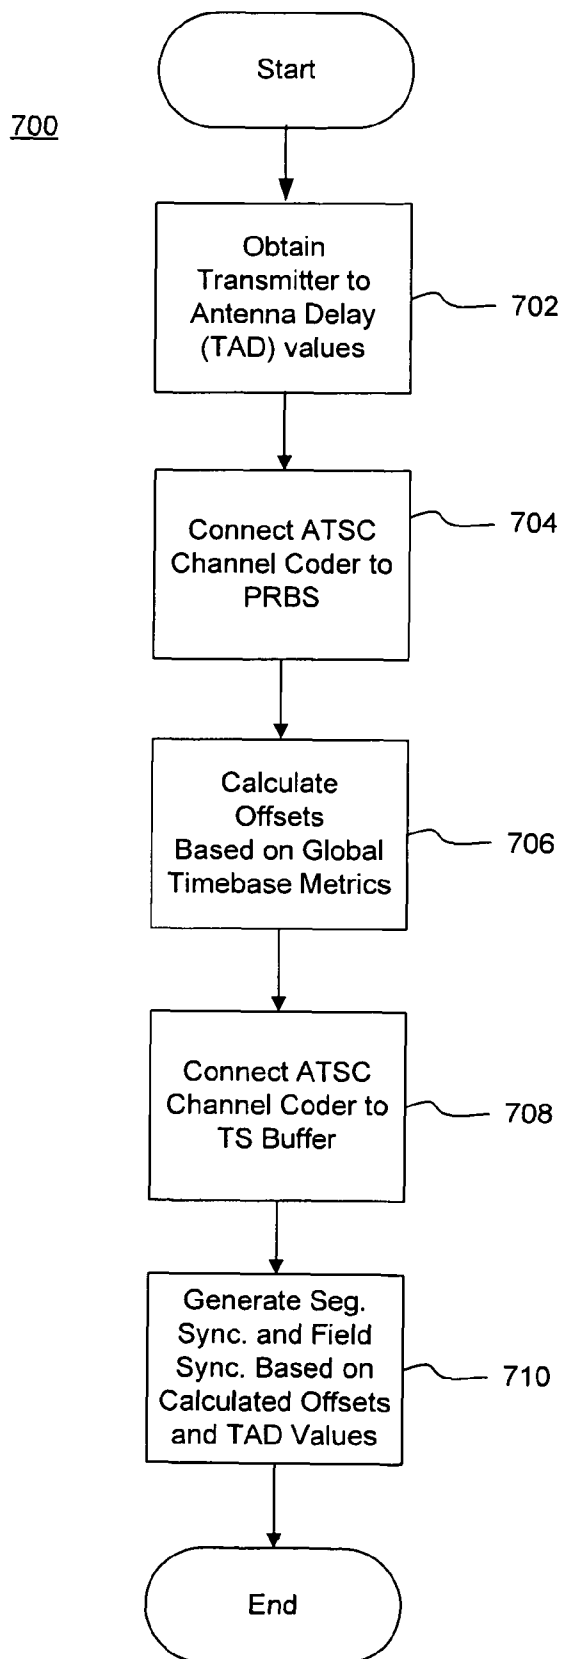 Start
700
Obtain
Transmitter to
Antenna Delay
(TAD) values
702
Connect ATSC
Channel Coder to
PRBS
704
Calculate
Offsets
Based on Global
Timebase Metrics
706
Connect ATSC
Channel Coder to
TS Buffer
708
Generate Seg.
Sync. and Field
Sync. Based on
Calculated Offsets
and TAD Values
710
End